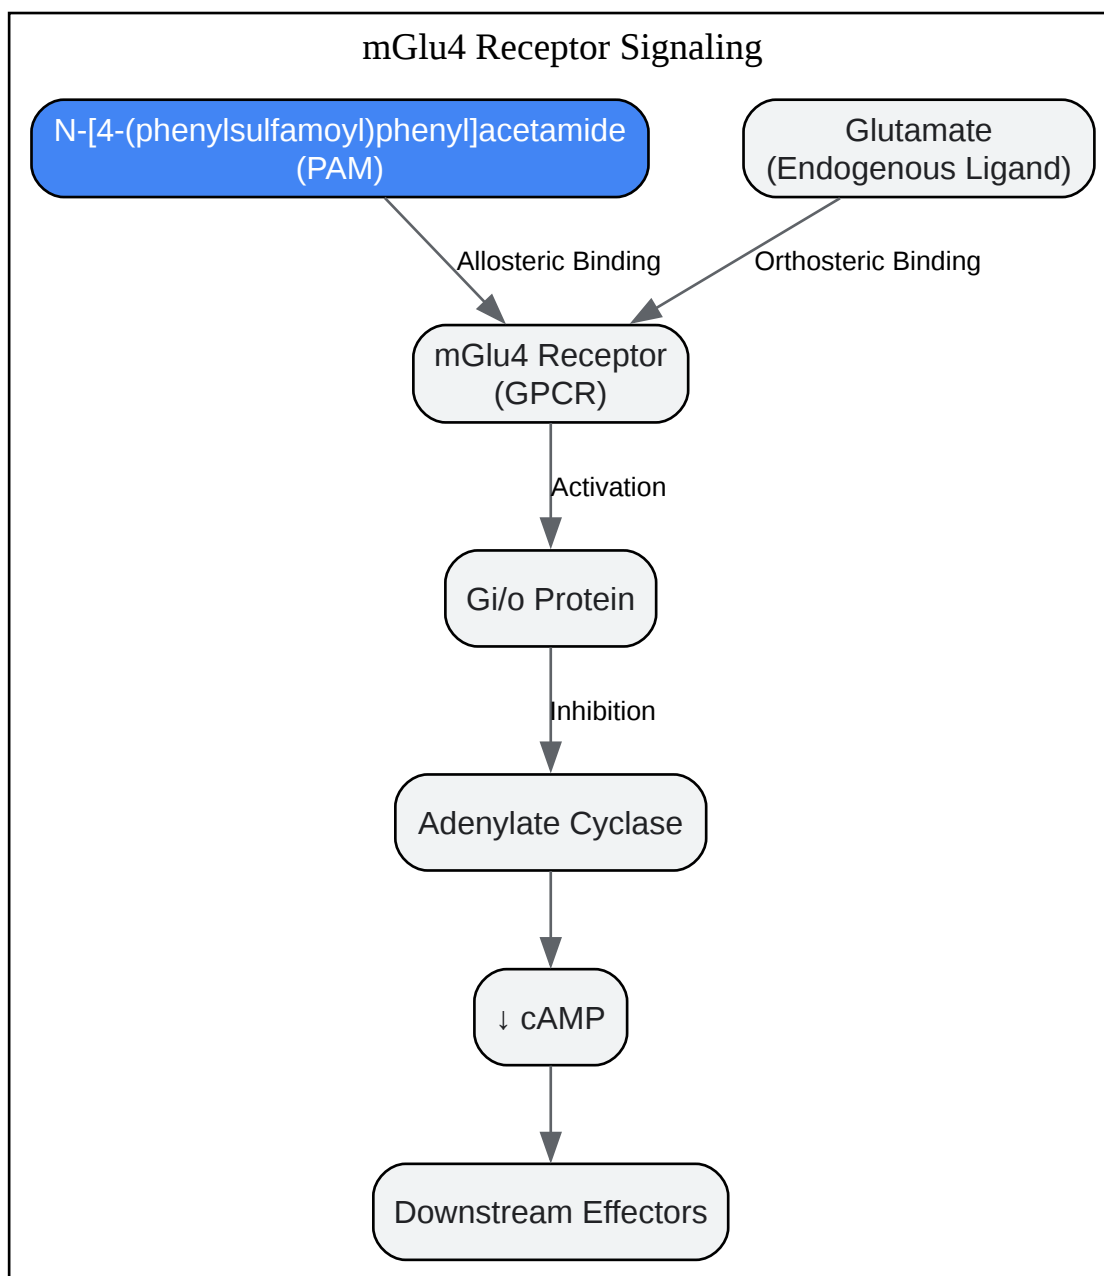 mGlu4 Receptor Signaling
N-[4-(phenylsulfamoyl)phenyl]acetamide
(PAM)
Glutamate
(Endogenous Ligand)
Allosteric Binding
Orthosteric Binding
mGlu4 Receptor
(GPCR)
Activation
Gi/o Protein
Inhibition
Adenylate Cyclase
↓ cAMP
Downstream Effectors